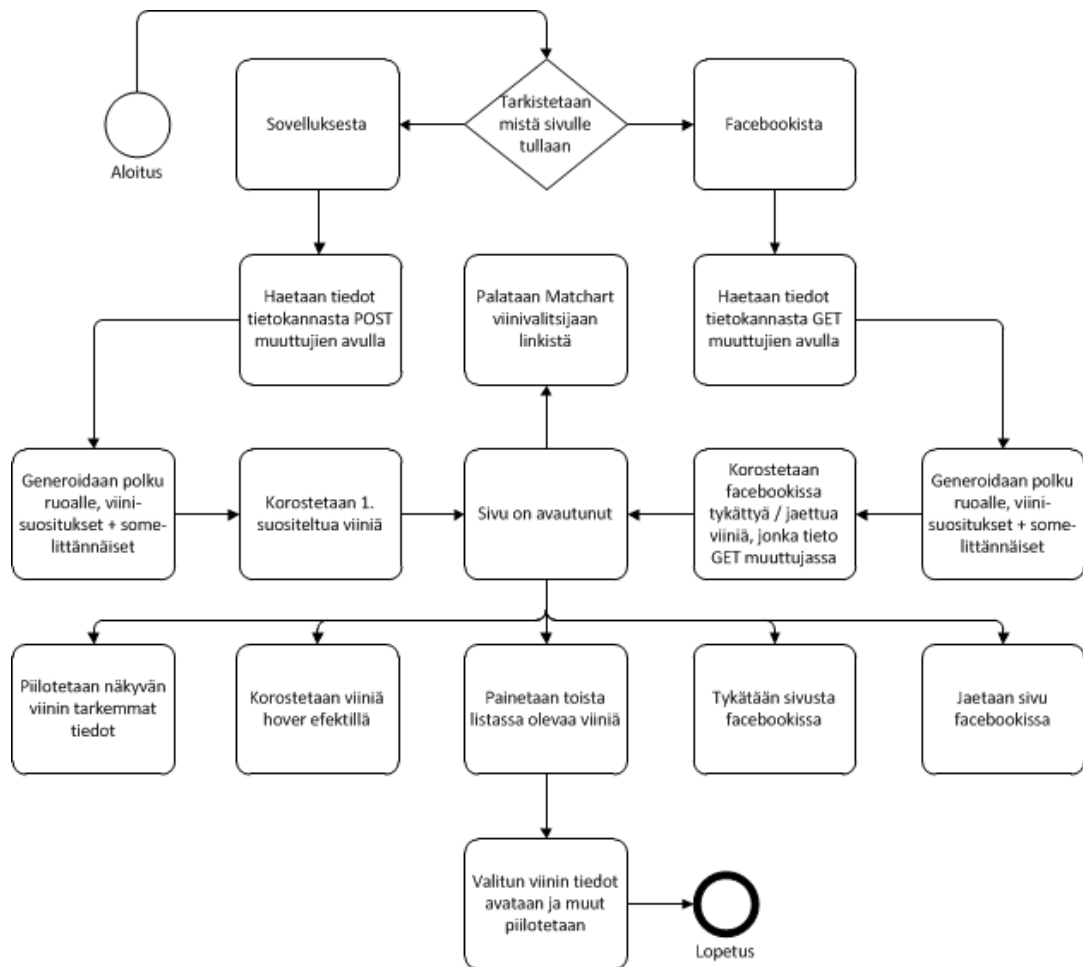 Tarkistetaan
mistä sivulle
tullaan
Sovelluksesta
Facebookista
Aloitus
Haetaan tiedot
tietokannasta POST
muuttujien avulla
Palataan Matchart
viinivalitsijaan
linkistä
Haetaan tiedot
tietokannasta GET
muuttujien avulla
Generoidaan polku
ruoalle, viini-
suositukset + some-
littännäiset
Korostetaan 1.
suositeltua viiniä
Sivu on avautunut
Korostetaan
facebookissa
tykättyä / jaettua
viiniä, jonka tieto
GET muuttujassa
Generoidaan polku
ruoalle, viini-
suositukset + some-
littännäiset
Piilotetaan näkyvän
viinin tarkemmat
tiedot
Korostetaan viiniä
hover efektillä
Painetaan toista
listassa olevaa viiniä
Tykätään sivusta
facebookissa
Jaetaan sivu
facebookissa
Valitun viinin tiedot
avataan ja muut
piilotetaan
Lopetus